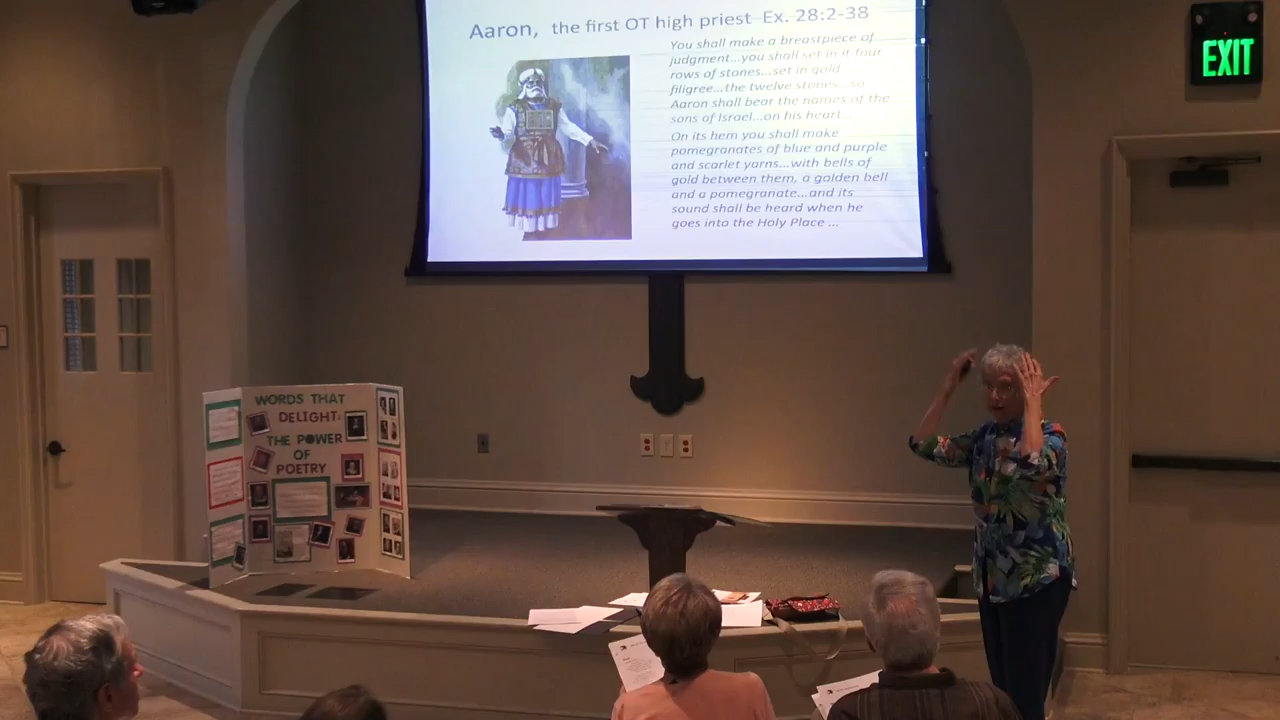 Aaron, the first OT high priest Ex. 28:2-38
You shall make a breastpiece of
judgment...you shall set in it four
rows of stones...set in gold
filigree...the twelve stones...so
Aaron shall bear the names of the
sons of Israel...on his heart...
On its hem you shall make
pomegranates of blue and purple
and scarlet yarns...with bells of
gold between them, a golden bell
and a pomegranate...and its
sound shall be heard when he
goes into the Holy Place ...
EXIT
WORDS THAT
DELIGHT:
THE POWER
OF
POETRY